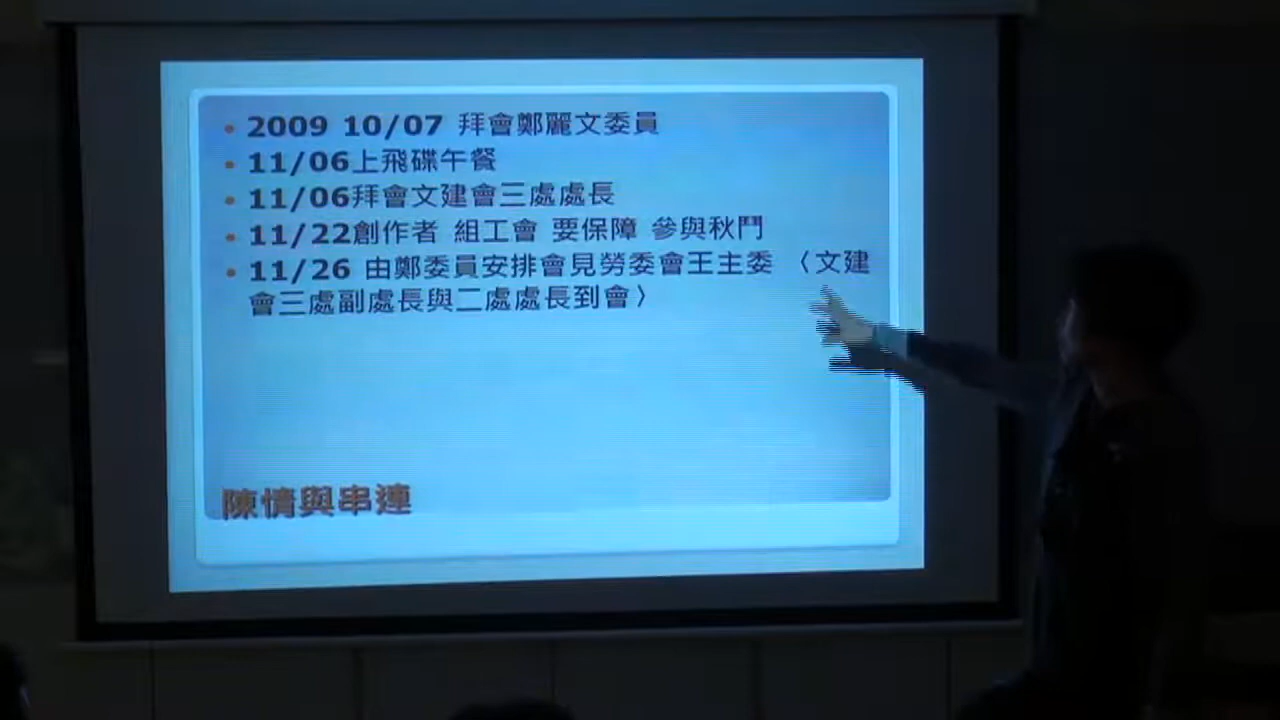 • 2009 10/07 拜會鄭麗文委員
• 11/06上飛碟午餐
• 11/06拜會文建會三處處長
• 11/22創作者 組工會 要保障 參與秋鬥
• 11/26 由鄭委員安排會見勞委會王主委 〈文建
會三處副處長與二處處長到會〉
陳情與串連